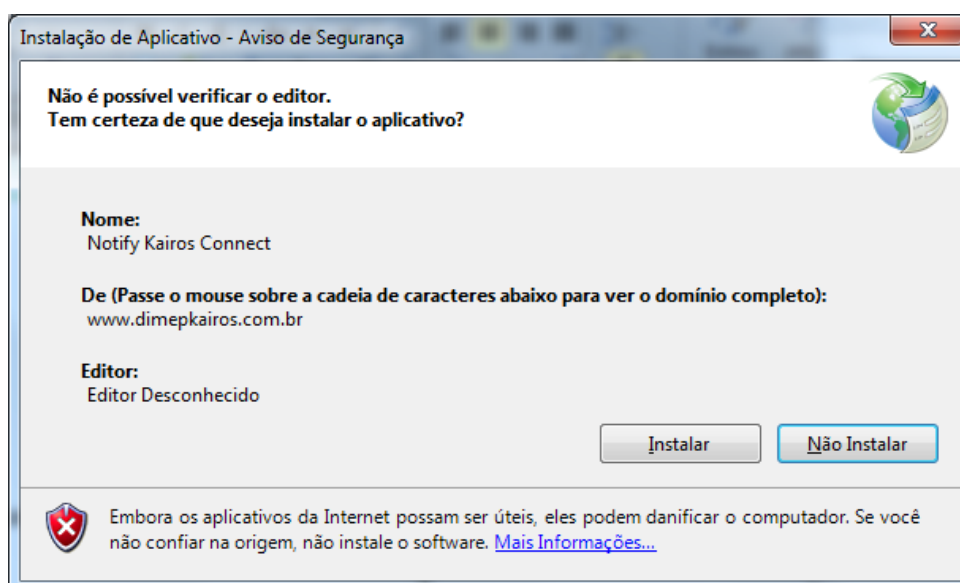 Instalação de Aplicativo - Aviso de Segurança
Não é possível verificar o editor.
Tem certeza de que deseja instalar o aplicativo?
Nome:
Notify Kairos Connect
De (Passe o mouse sobre a cadeia de caracteres abaixo para ver o domínio completo):
www.dimepkairos.com.br
Editor:
Editor Desconhecido
Instalar
Não Instalar
Embora os aplicativos da Internet possam ser úteis, eles podem danificar o computador. Se você
não confiar na origem, não instale o software. Mais Informações...